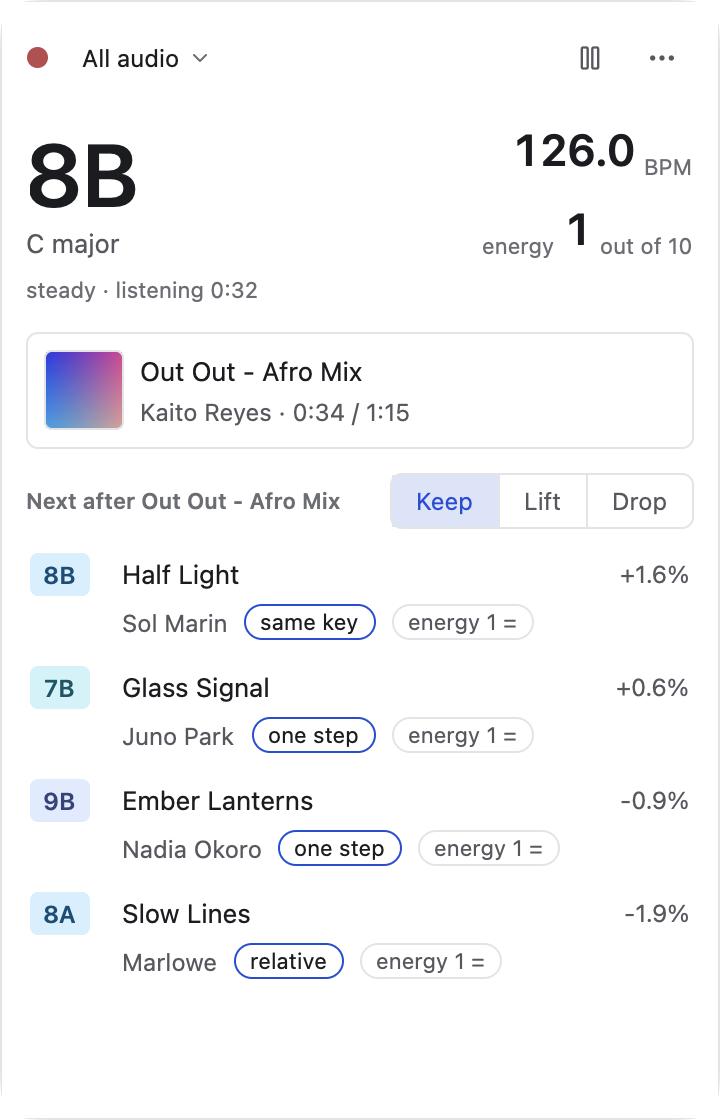 All audio
8B
126.0 BPM
C major
energy 1 out of 10
steady · listening 0:32
Out Out - Afro Mix
Kaito Reyes · 0:34 / 1:15
Next after Out Out - Afro Mix
Keep Lift Drop
8B Half Light +1.6%
Sol Marin same key energy 1 =
7B Glass Signal +0.6%
Juno Park one step energy 1 =
9B Ember Lanterns -0.9%
Nadia Okoro one step energy 1 =
8A Slow Lines -1.9%
Marlowe relative energy 1 =